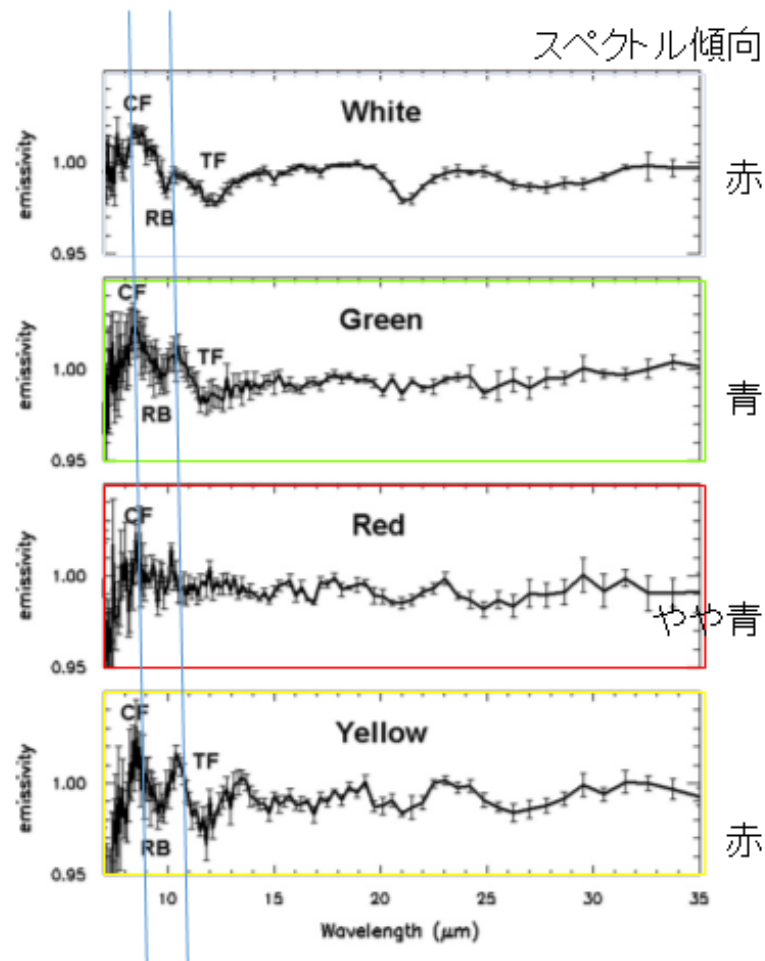 スペクトル傾向
CF
White
TF
emissivity
1.00
赤
RB
0.95
CF
Green
TF
emissivity
1.00
青
RB
0.95
CF
Red
emissivity
1.00
やや青
0.95
CF
Yellow
TF
emissivity
1.00
赤
RB
0.95
10 15 20 25 30 35
Wavelength (μm)